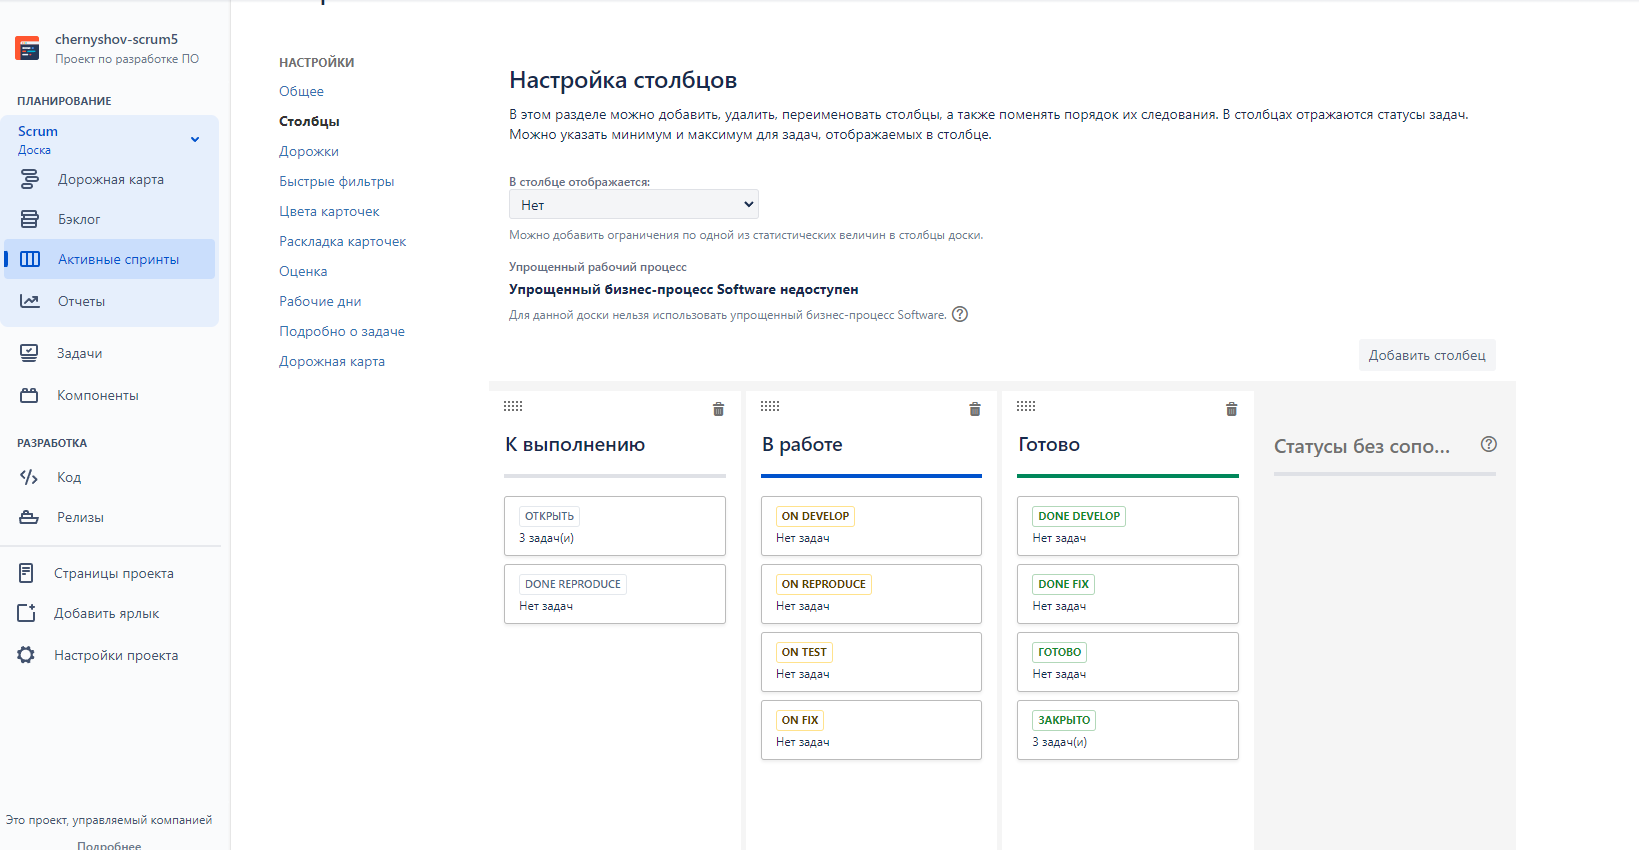 chernyshov-scrum5
Проект по разработке ПО
ПЛАНИРОВАНИЕ
Scrum
Доска
Дорожная карта
Бэклог
Активные спринты
Отчеты
Задачи
Компоненты
РАЗРАБОТКА
Код
Релизы
Страницы проекта
Добавить ярлык
Настройки проекта
Это проект, управляемый компанией
Подробнее
НАСТРОЙКИ
Общее
Столбцы
Дорожки
Быстрые фильтры
Цвета карточек
Раскладка карточек
Оценка
Рабочие дни
Подробно о задаче
Дорожная карта
Настройка столбцов
В этом разделе можно добавить, удалить, переименовать столбцы, а также поменять порядок их следования. В столбцах отражаются статусы задач.
Можно указать минимум и максимум для задач, отображаемых в столбце.
В столбце отображается:
Нет
Можно добавить ограничения по одной из статистических величин в столбцы доски.
Упрощенный рабочий процесс
Упрощенный бизнес-процесс Software недоступен
Для данной доски нельзя использовать упрощенный бизнес-процесс Software.
Добавить столбец
К выполнению
ОТКРЫТЬ
3 задач(и)
DONE REPRODUCE
Нет задач
В работе
ON DEVELOP
Нет задач
ON REPRODUCE
Нет задач
ON TEST
Нет задач
ON FIX
Нет задач
Готово
DONE DEVELOP
Нет задач
DONE FIX
Нет задач
ГОТОВО
Нет задач
ЗАКРЫТО
3 задач(и)
Статусы без сопо...